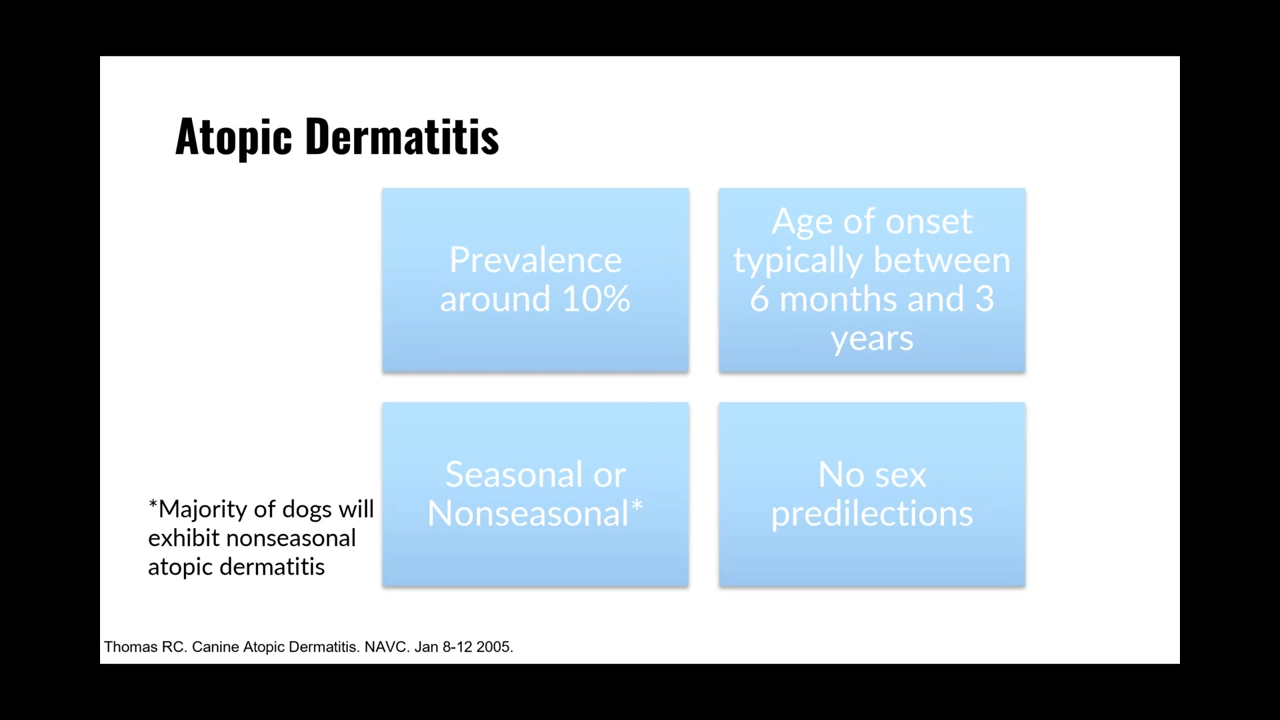 Atopic Dermatitis
Prevalence
around 10%
Age of onset
typically between
6 months and 3
years
Seasonal or
Nonseasonal*
No sex
predilections
*Majority of dogs will
exhibit nonseasonal
atopic dermatitis
Thomas RC. Canine Atopic Dermatitis. NAVC. Jan 8-12 2005.